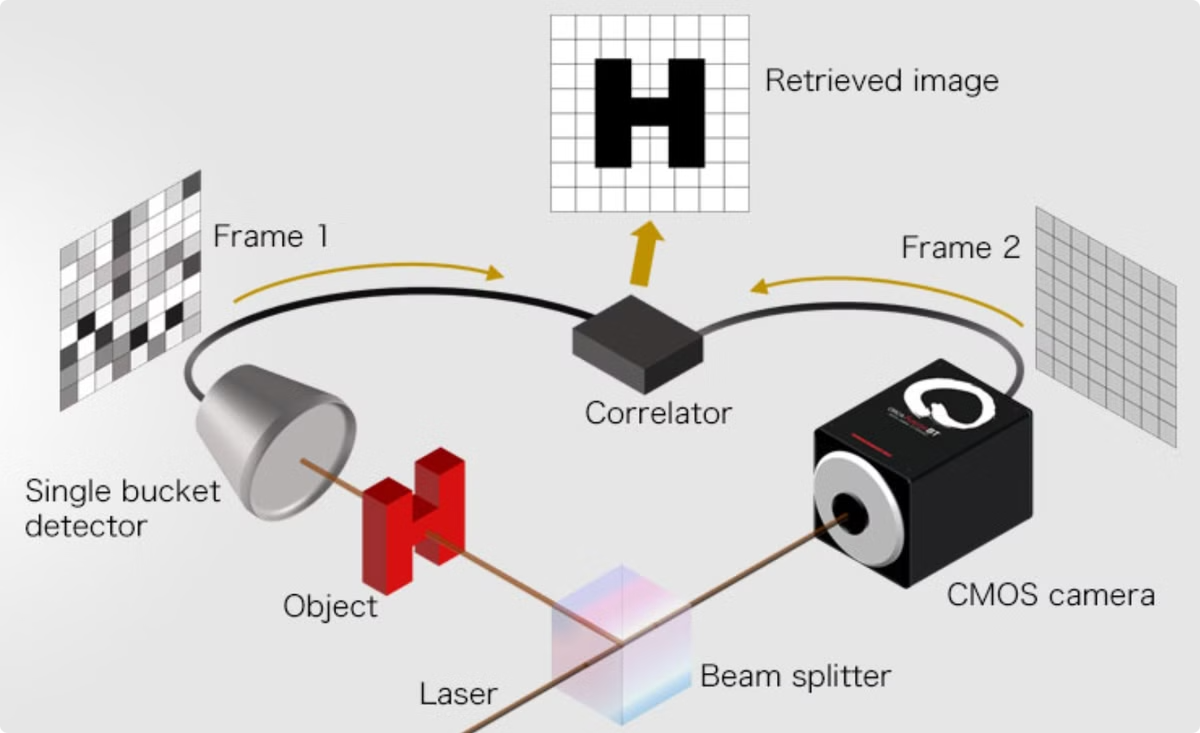 H
Retrieved image
Frame 1
Frame 2
Correlator
Single bucket
detector
Object
CMOS camera
Laser
Beam splitter